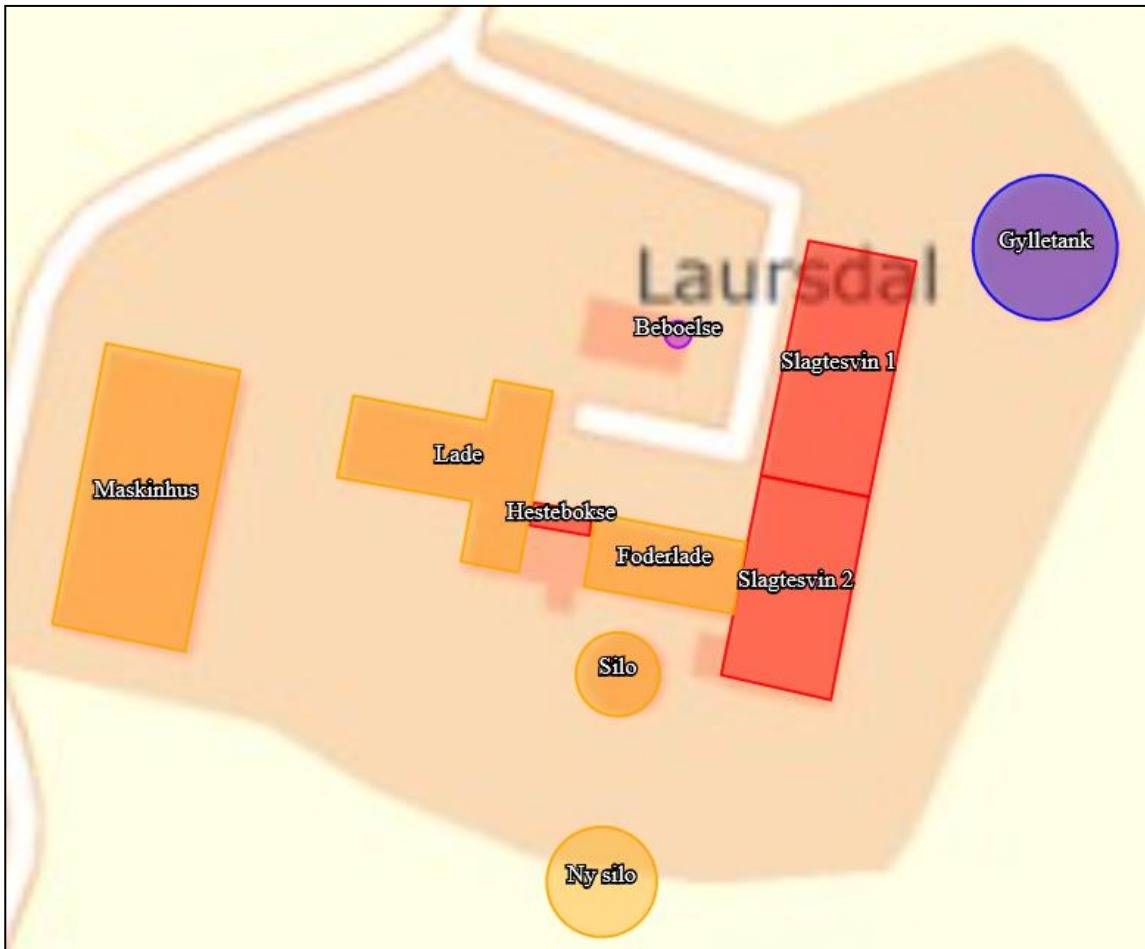 Gylletank
Laursdal
Beboelse
Slagtesvin 1
Lade
Maskinhus
Hestebokse
Foderlade
Slagtesvin 2
Silo
Ny silo